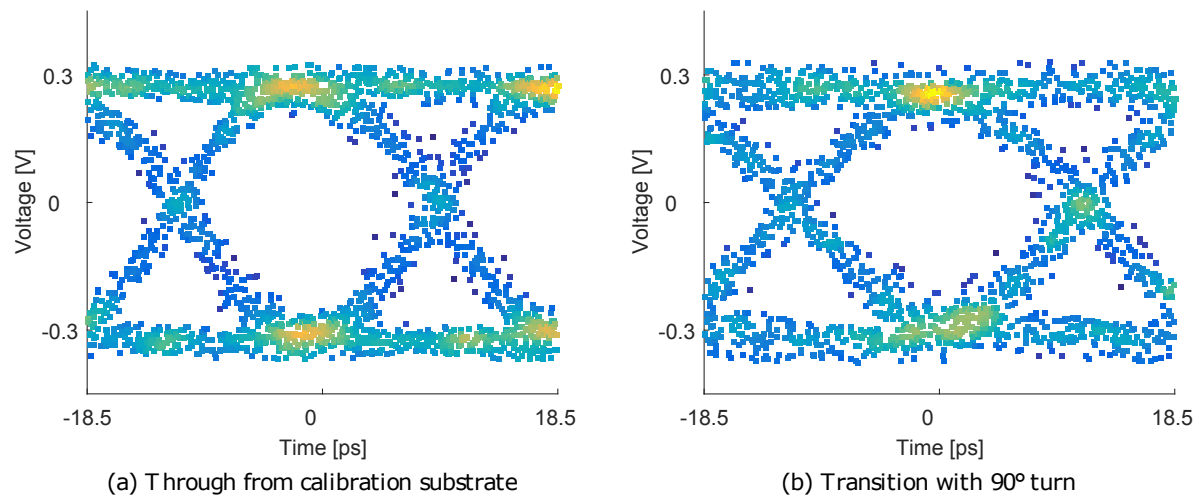 0.3
0
-0.3
Voltage [V]
-18.5 0 18.5
Time [ps]
(a) Through from calibration substrate
0.3
0
-0.3
Voltage [V]
-18.5 0 18.5
Time [ps]
(b) Transition with 90° turn